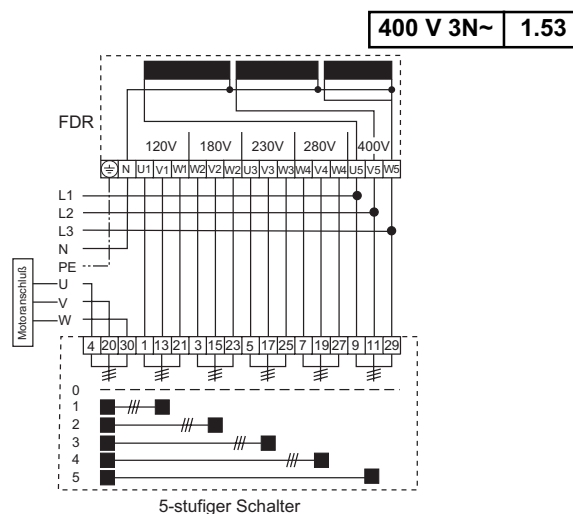 400 V 3N~ 1.53
FDR
120V 180V 230V 280V 400V
N U1 V1 W1 W2 V2 W2 U3 V3 W3 W4 V4 W4 U5 V5 W5
L1
L2
L3
N
PE
U
V
W
Motoranschluß
4 20 30 1 13 21 3 15 23 5 17 25 7 19 27 9 11 29
0
1
2
3
4
5
5-stufiger Schalter